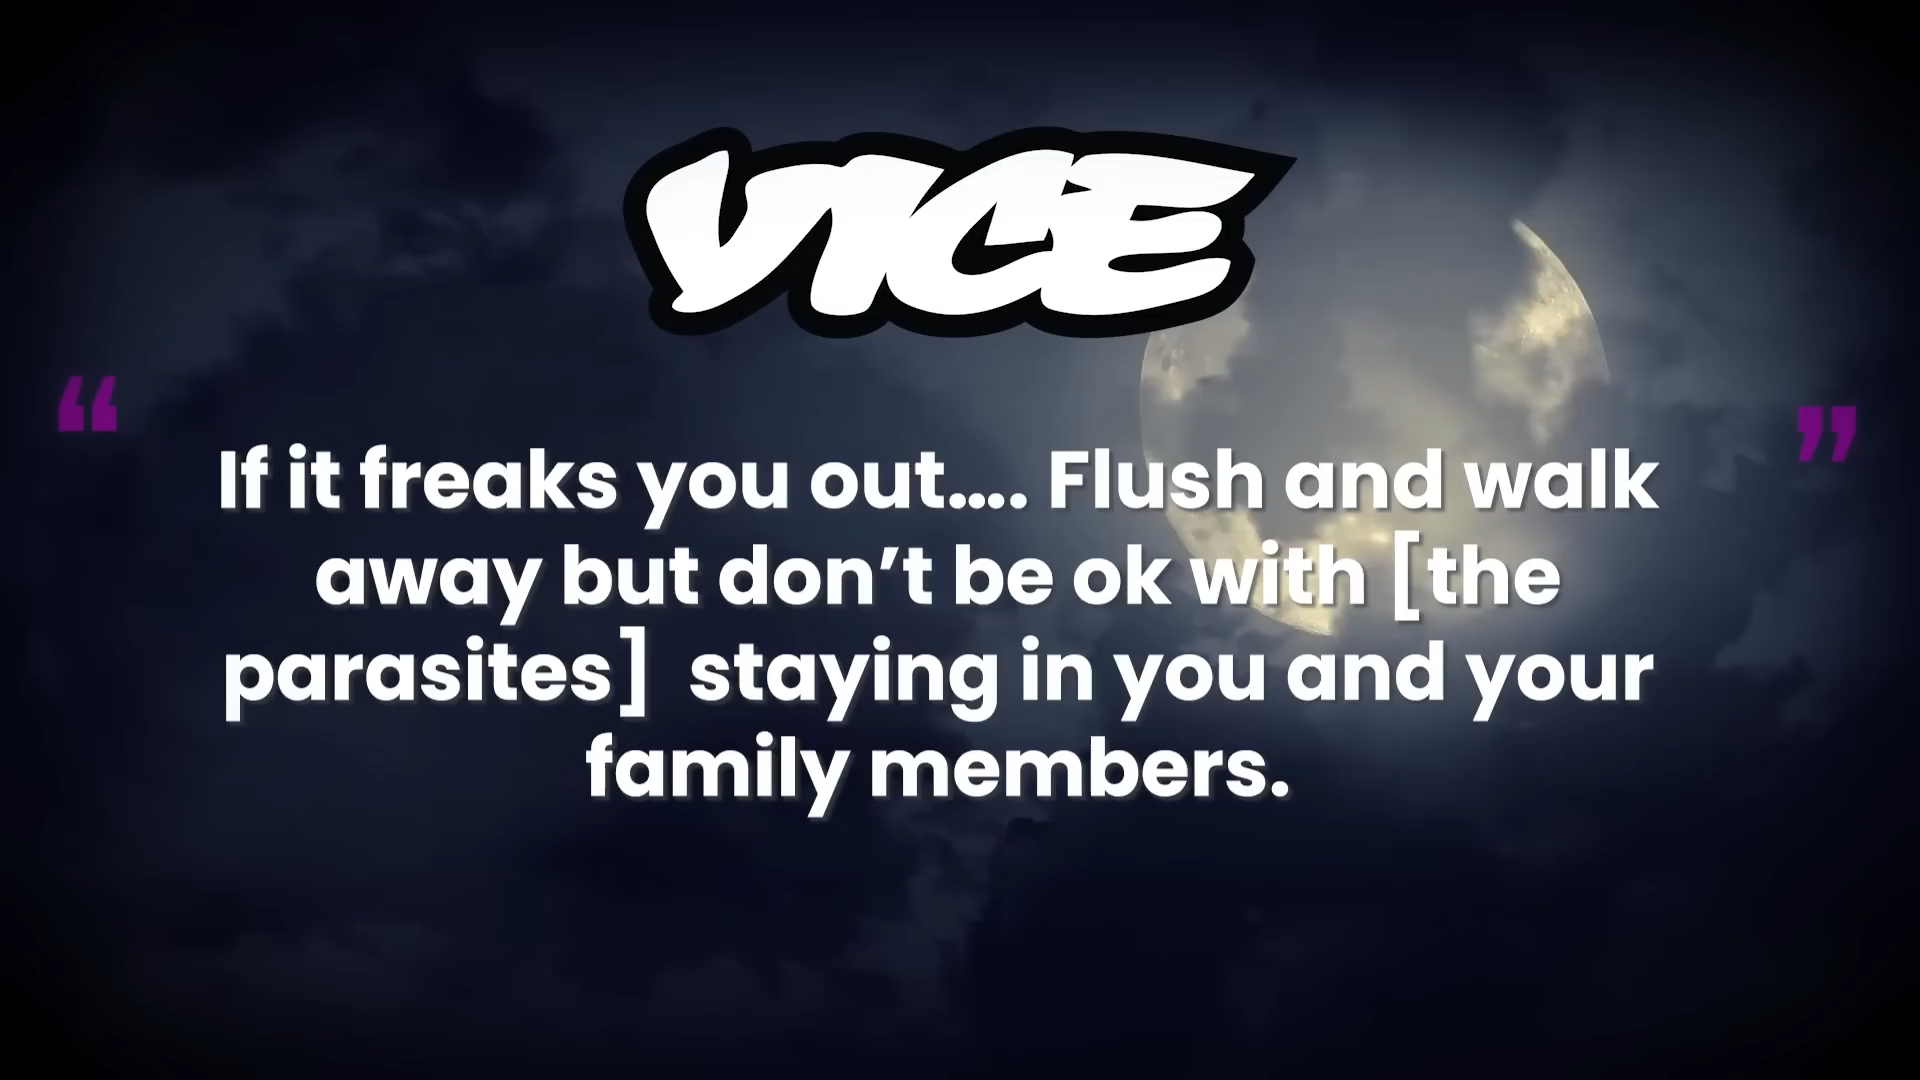 VICE
“
If it freaks you out.... Flush and walk
away but don’t be ok with [the
parasites]  staying in you and your
family members.
”